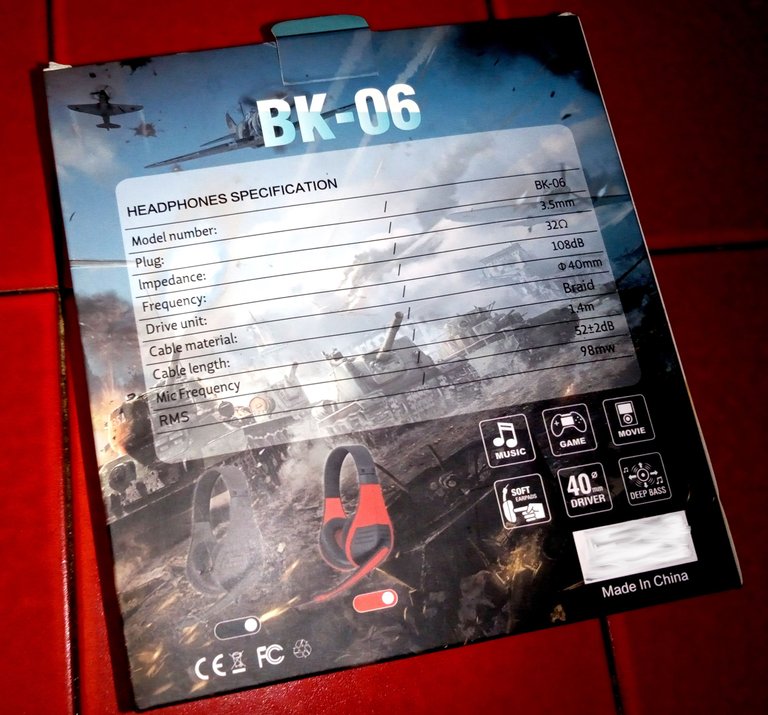 BK-06
HEADPHONES SPECIFICATION
Model number: BK-06
Plug: 3.5mm
Impedance: 32Ω
Frequency: 108dB
Drive unit: Φ40mm
Cable material: Braid
Cable length: 1.4m
Mic Frequency 52±2dB
RMS 98mw
MUSIC
GAME
MOVIE
SOFT
EARPADS
40mm
DRIVER
DEEP BASS
Made In China
CE FC